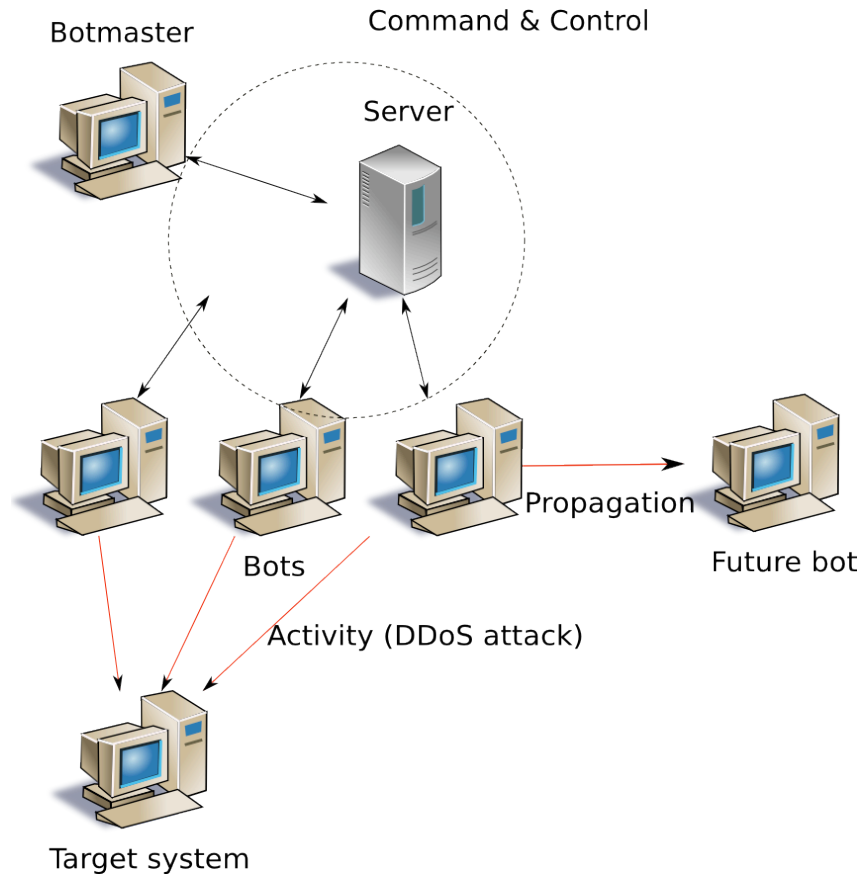 Botmaster
Command & Control
Server
Propagation
Bots
Future bot
Activity (DDoS attack)
Target system